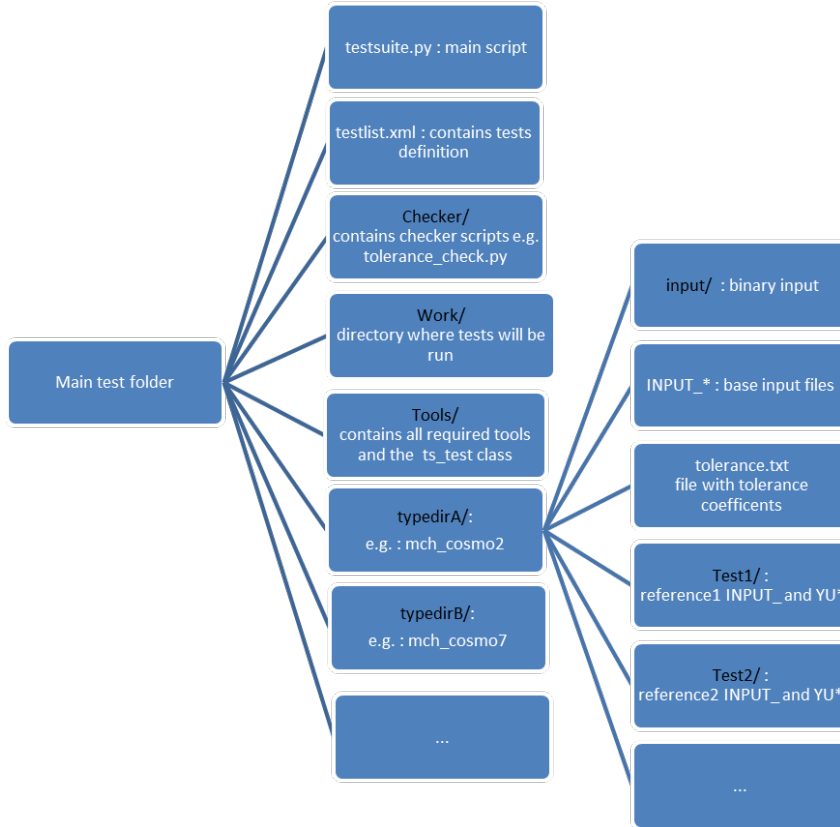 testsuite.py : main script
testlist.xml : contains tests
definition
Checker/
contains checker scripts e.g.
tolerance_check.py
Work/
directory where tests will be
run
Main test folder
Tools/
contains all required tools
and the ts_test class
typedirA/:
e.g. : mch_cosmo2
typedirB/:
e.g. : mch_cosmo7
...
input/ : binary input
INPUT_* : base input files
tolerance.txt
file with tolerance
coefficents
Test1/ :
reference1 INPUT_ and YU*
Test2/ :
reference2 INPUT_ and YU*
...